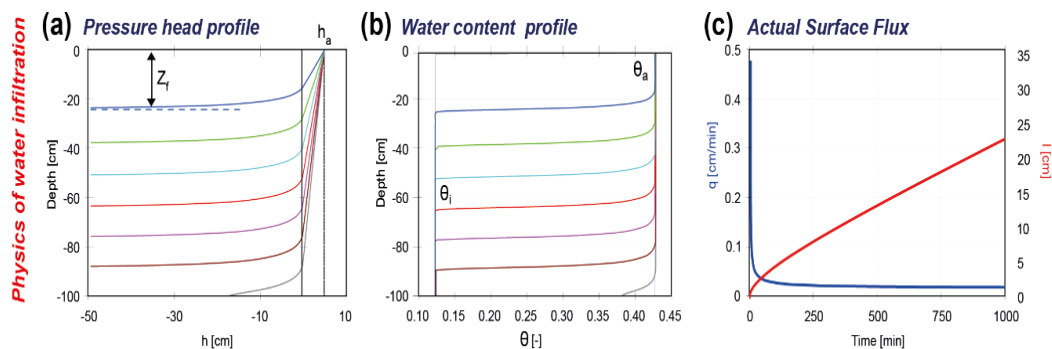 Physics of water infiltration
(a) Pressure head profile
h_a
Z_f
Depth [cm]
0
-20
-40
-60
-80
-100
-50
-30
-10
10
h [cm]
(b) Water content profile
θ_a
θ_i
Depth [cm]
0
-20
-40
-60
-80
-100
0.10
0.15
0.20
0.25
0.30
0.35
0.40
0.45
θ [-]
(c) Actual Surface Flux
q [cm/min]
0.5
0.4
0.3
0.2
0.1
0
I [cm]
35
30
25
20
15
10
5
0
0
250
500
750
1000
Time [min]